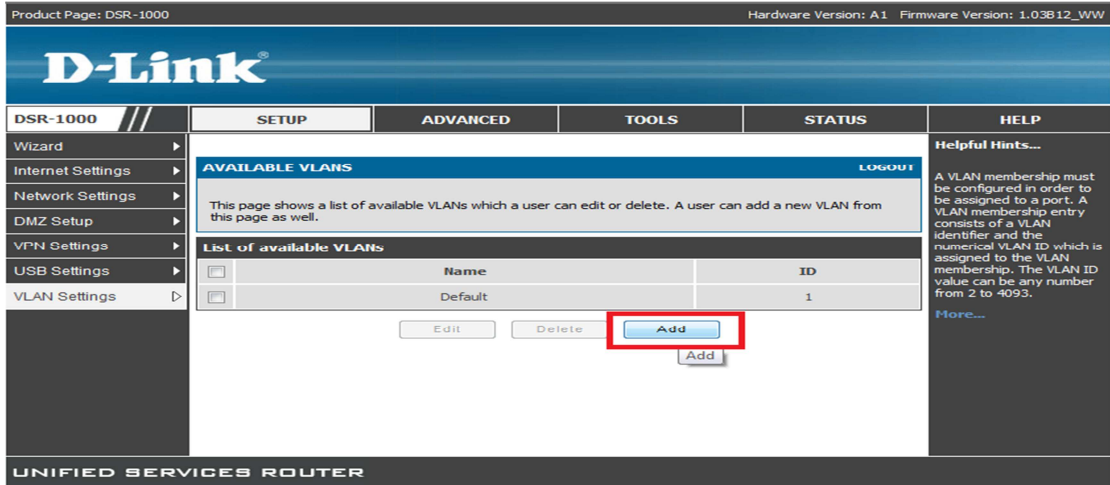 Product Page: DSR-1000
Hardware Version: A1 Firmware Version: 1.03B12_WW
D-Link®
DSR-1000
SETUP
ADVANCED
TOOLS
STATUS
HELP
Wizard
Internet Settings
Network Settings
DMZ Setup
VPN Settings
USB Settings
VLAN Settings
AVAILABLE VLANS
LOGOUT
This page shows a list of available VLANs which a user can edit or delete. A user can add a new VLAN from
this page as well.
List of available VLANs
Name
ID
Default
1
Edit
Delete
Add
Add
Helpful Hints...
A VLAN membership must
be configured in order to
be assigned to a port. A
VLAN membership entry
consists of a VLAN
identifier and the
numerical VLAN ID which is
assigned to the VLAN
membership. The VLAN ID
value can be any number
from 2 to 4093.
More...
UNIFIED SERVICES ROUTER